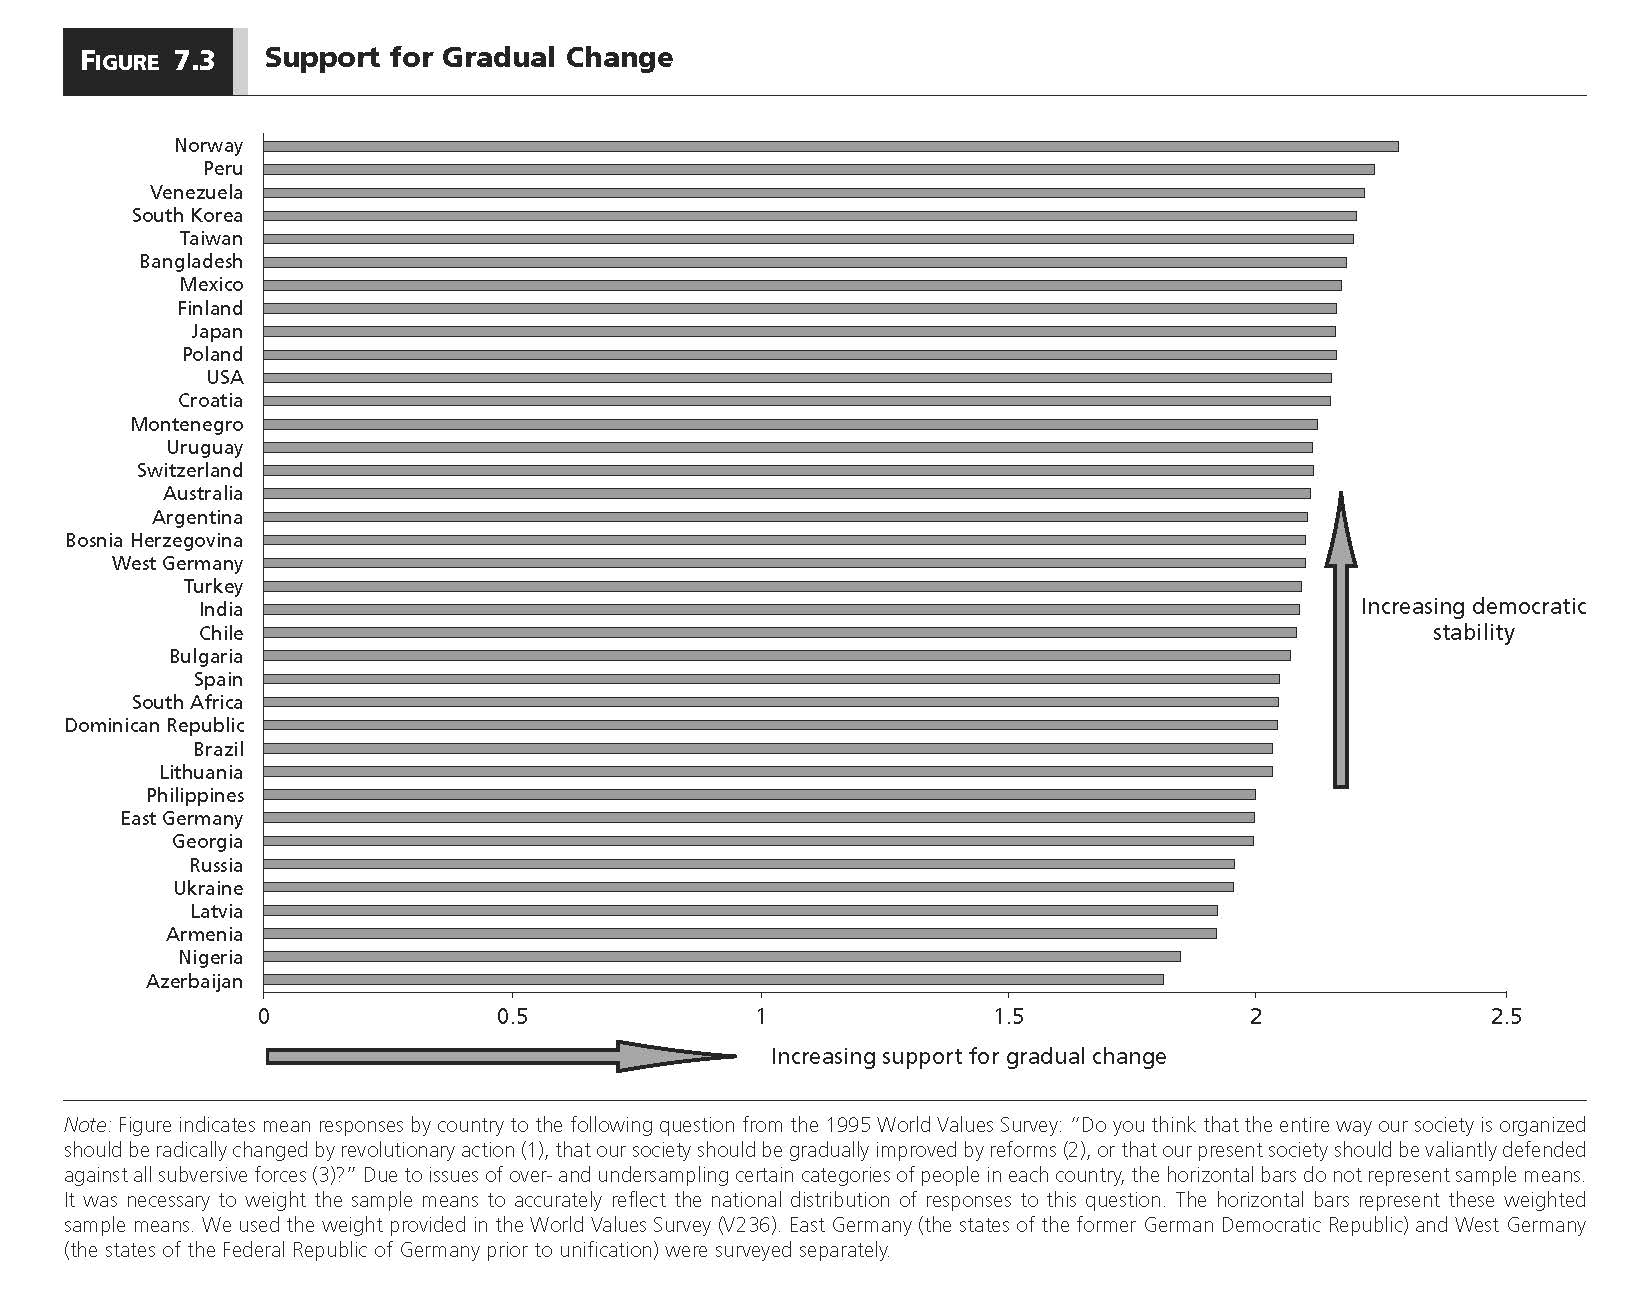 FIGURE 7.3
Support for Gradual Change
Norway
Peru
Venezuela
South Korea
Taiwan
Bangladesh
Mexico
Finland
Japan
Poland
USA
Croatia
Montenegro
Uruguay
Switzerland
Australia
Argentina
Bosnia Herzegovina
West Germany
Turkey
India
Chile
Bulgaria
Spain
South Africa
Dominican Republic
Brazil
Lithuania
Philippines
East Germany
Georgia
Russia
Ukraine
Latvia
Armenia
Nigeria
Azerbaijan
Increasing democratic
stability
0 0.5 1 1.5 2 2.5
Increasing support for gradual change
Note: Figure indicates mean responses by country to the following question from the 1995 World Values Survey: “Do you think that the entire way our society is organized
should be radically changed by revolutionary action (1), that our society should be gradually improved by reforms (2), or that our present society should be valiantly defended
against all subversive forces (3)?” Due to issues of over- and undersampling certain categories of people in each country, the horizontal bars do not represent sample means.
It was necessary to weight the sample means to accurately reflect the national distribution of responses to this question. The horizontal bars represent these weighted
sample means. We used the weight provided in the World Values Survey (V236). East Germany (the states of the former German Democratic Republic) and West Germany
(the states of the Federal Republic of Germany prior to unification) were surveyed separately.